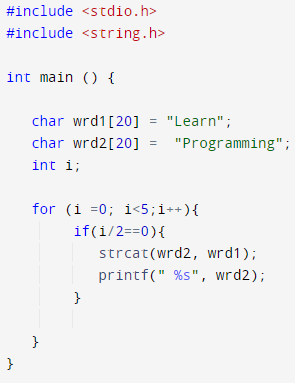 #include <stdio.h>
#include <string.h>
int main () {
char wrd1[20] = "Learn";
char wrd2[20] =  "Programming";
int i;
for (i =0; i<5;i++){
if(i/2==0){
strcat(wrd2, wrd1);
printf(" %s", wrd2);
}
}
}